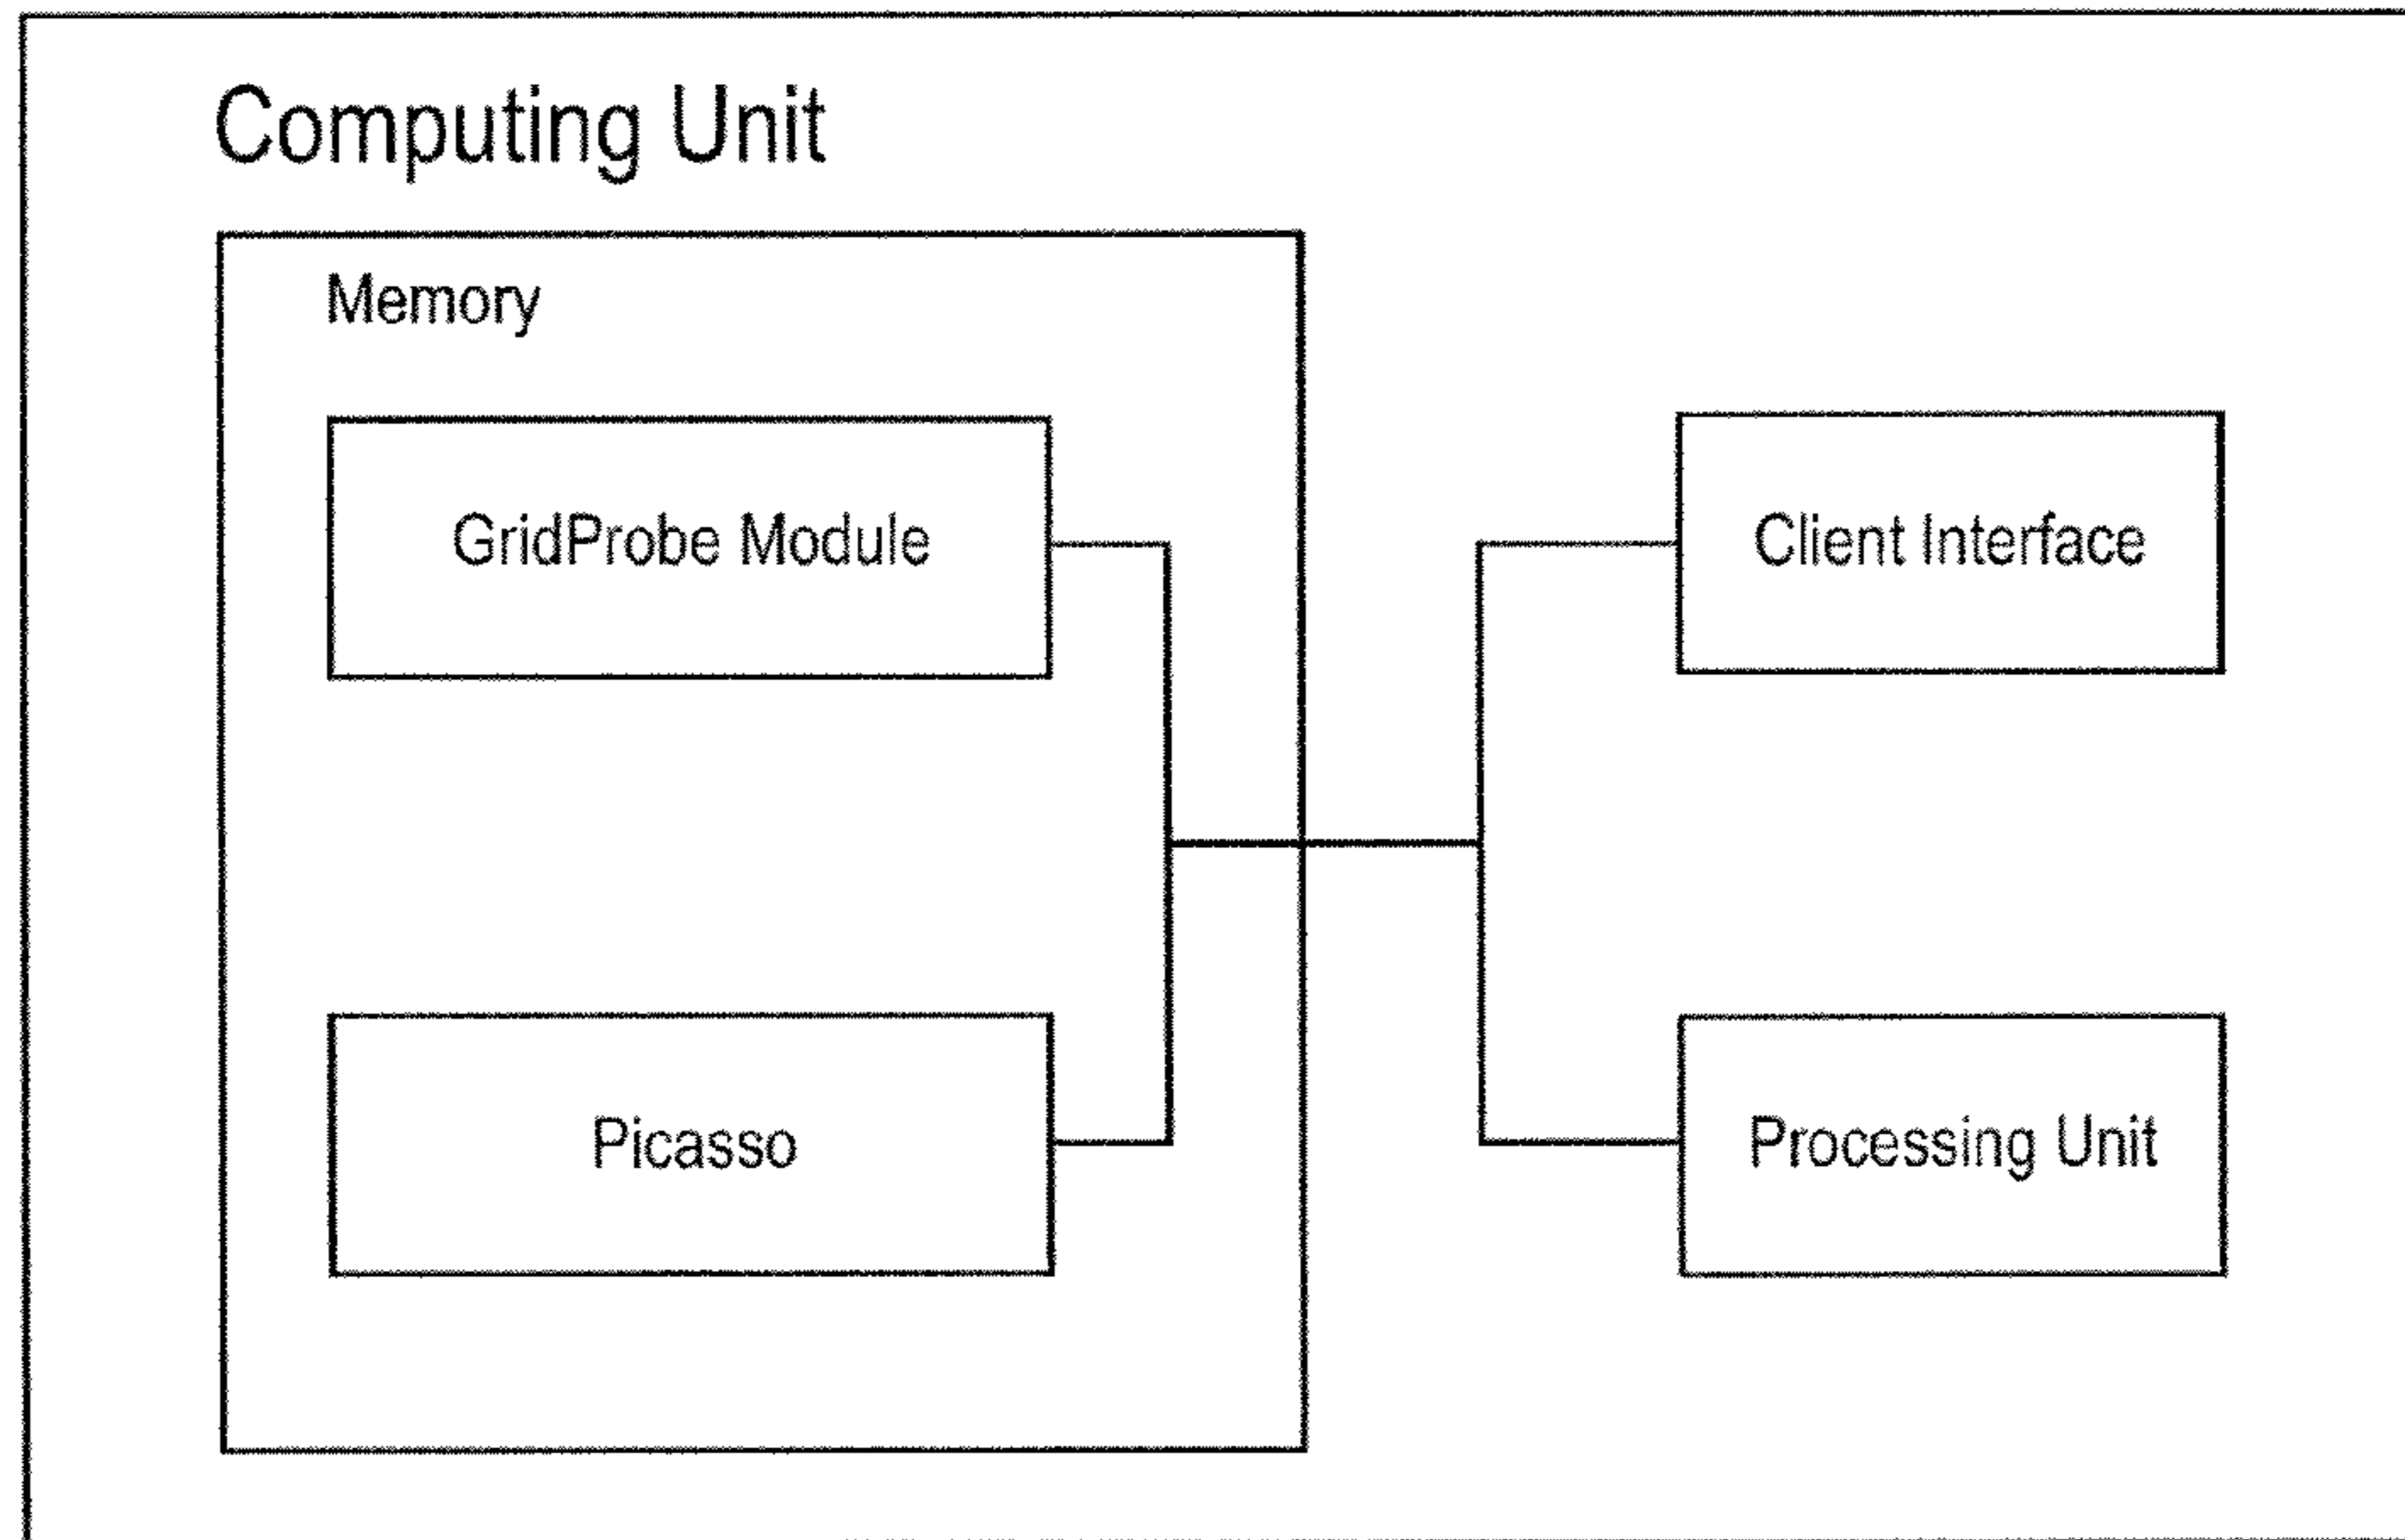 Computing Unit
Memory
GridProbe Module
Client Interface
Picasso
Processing Unit